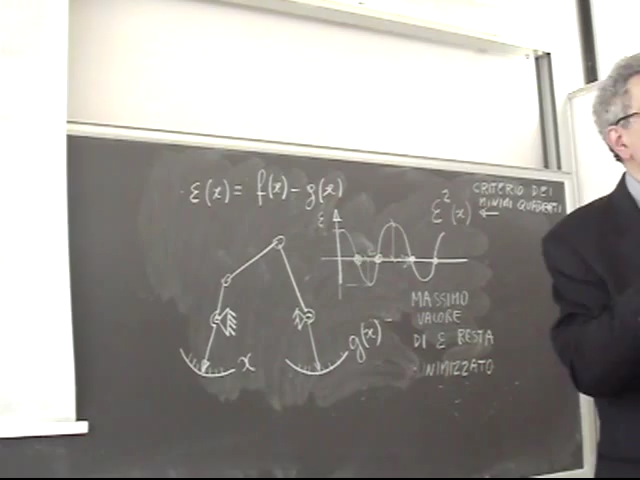 ε(x) = f(x) - g(x)
ε
ε²(x) ←
CRITERIO DEI
MINIMI QUADRATI
MASSIMO
VALORE
DI ε RESTA
MINIMIZZATO
x
g(x)